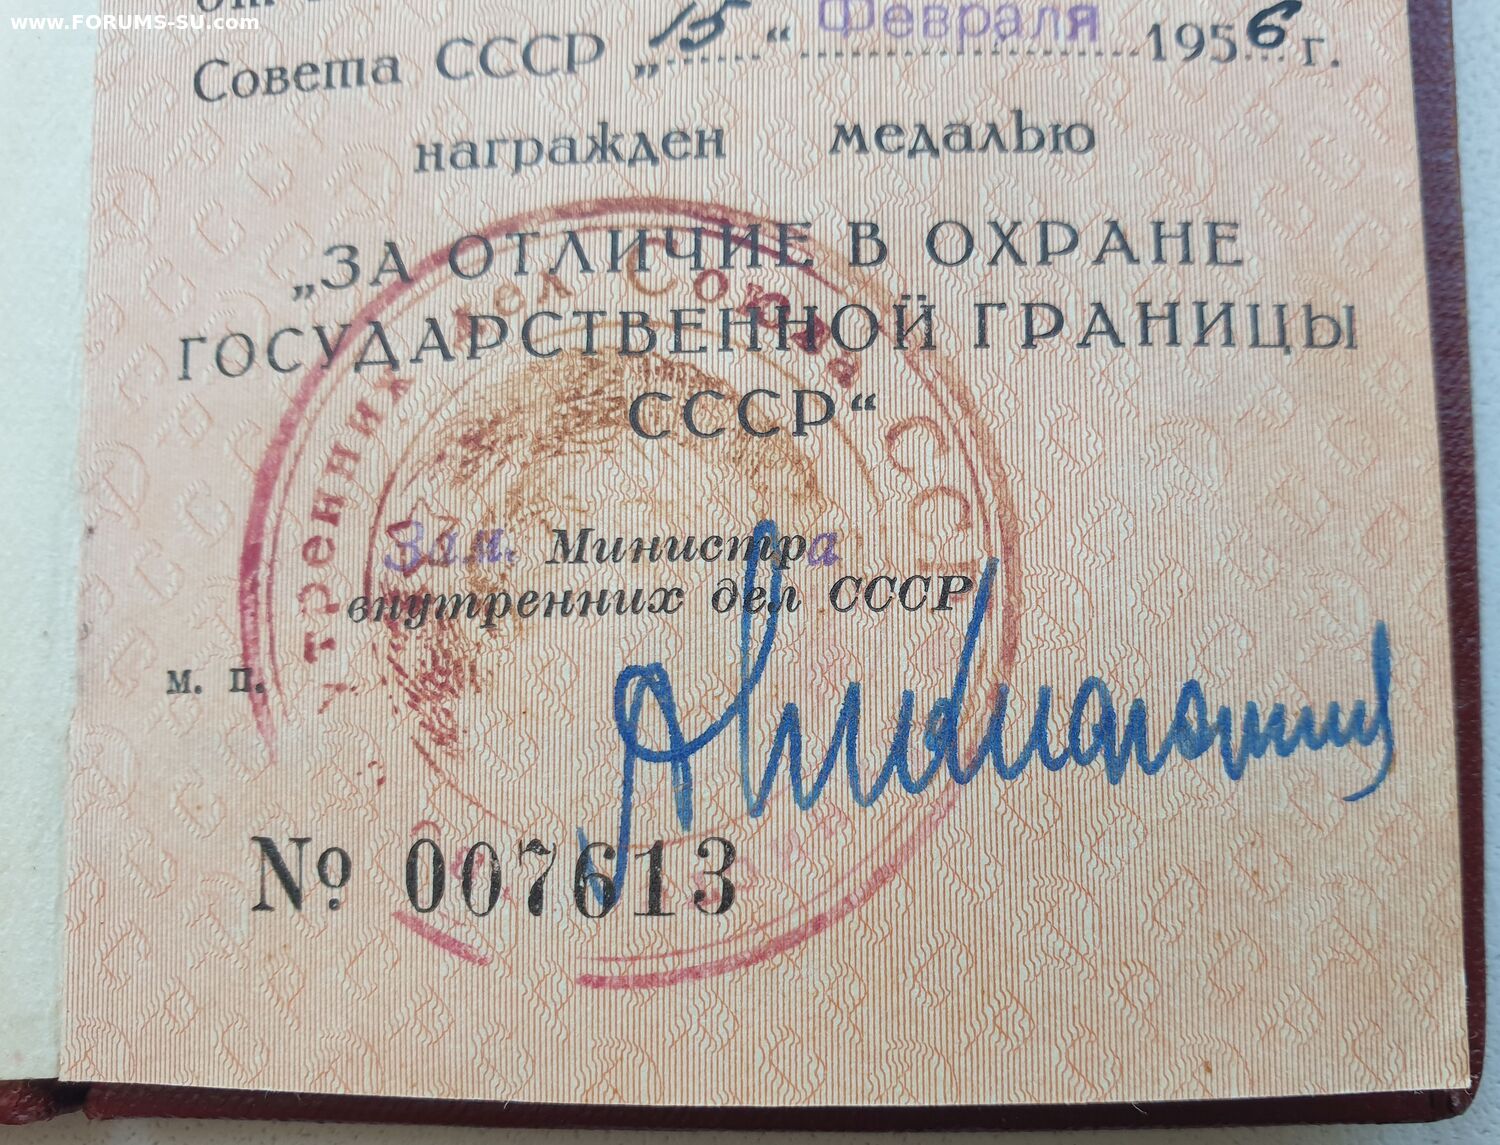 www.FORUMS-SU.com
Совета СССР „15“ Февраля 1956 г.
награжден медалью
„ЗА ОТЛИЧИЕ В ОХРАНЕ
ГОСУДАРСТВЕННОЙ ГРАНИЦЫ
СССР“
Зам. Министра
внутренних дел СССР
м. п.
№ 007613